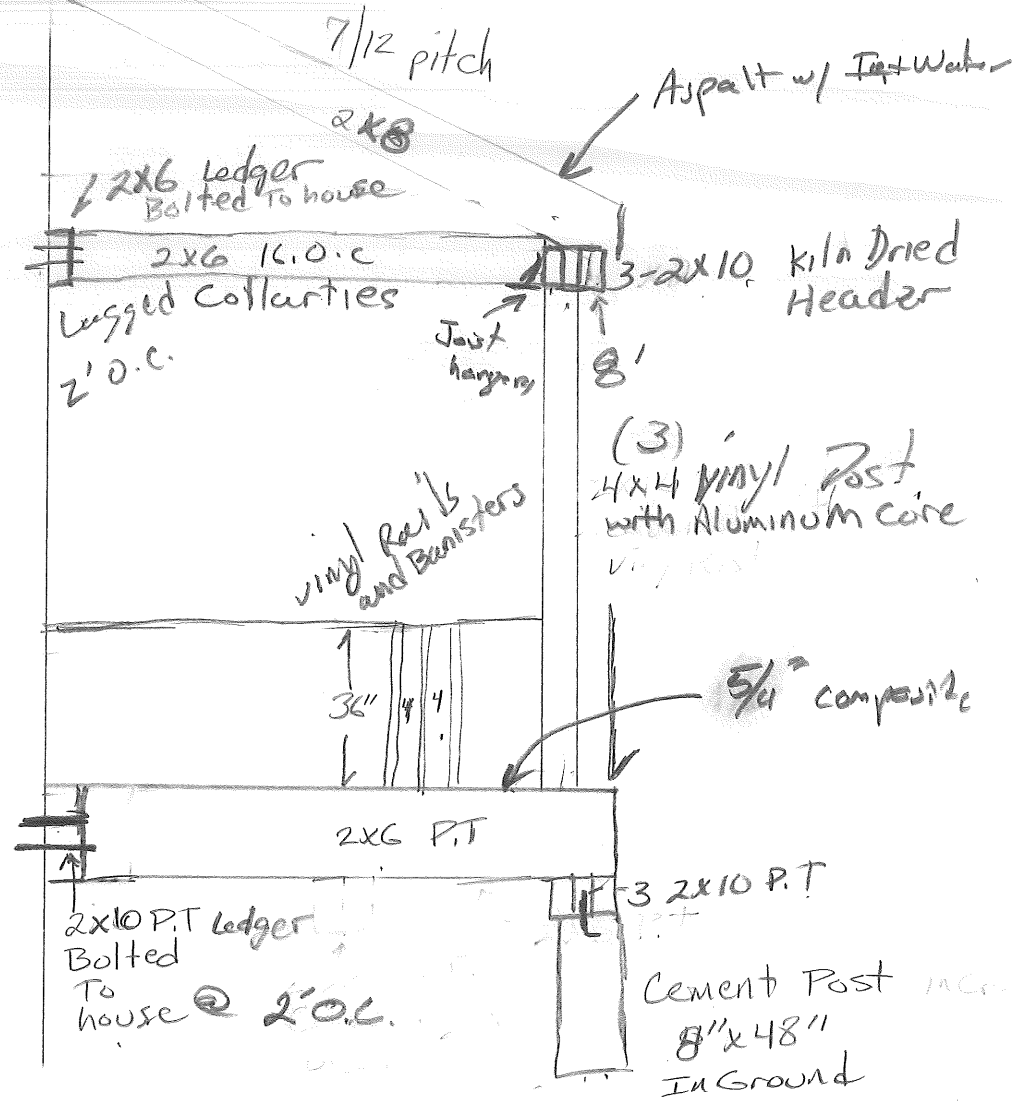 7/12 pitch
Aspalt w/ Water
2x8
2x6 Ledger
Bolted To house
2x6 16.O.C
Lugged Collarties
2' O.C.
Joist
hangers
3-2x10 Kiln Dried
Header
8'
(3)
4x4 Vinyl Post
with Aluminum Core
Vinyl Rails
and Banisters
36"
4
4
5/4" composite
2x6 P.T
2x10 P.T Ledger
Bolted
To
house @ 2' O.C.
3 2x10 P.T
Cement Post
8"x48"
In Ground